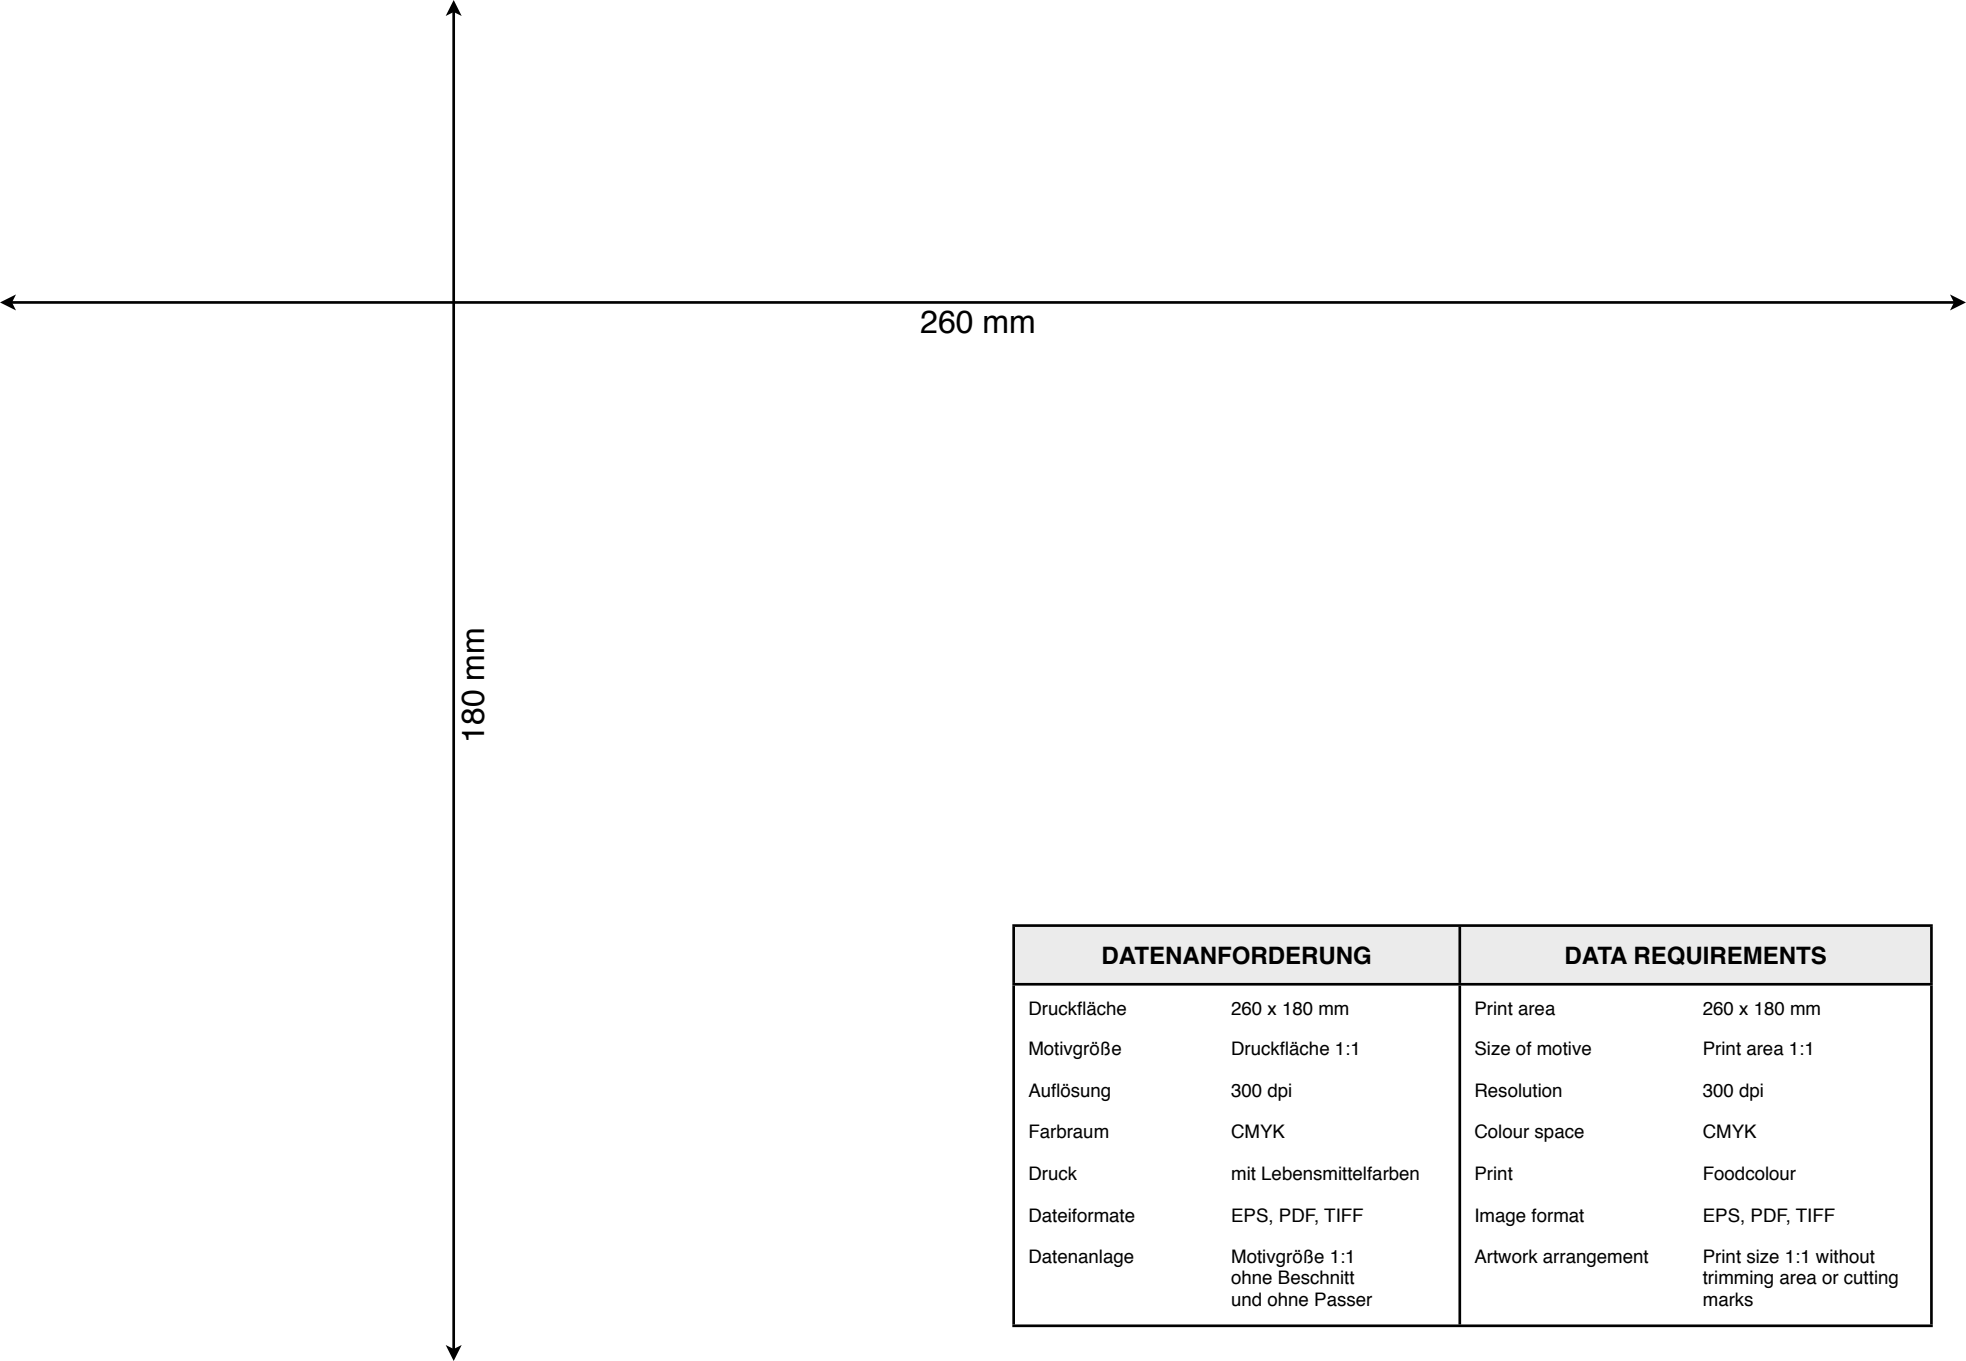 260 mm
180 mm
DATENANFORDERUNG DATA REQUIREMENTS
Druckfläche 260 x 180 mm Print area 260 x 180 mm
Motivgröße Druckfläche 1:1 Size of motive Print area 1:1
Auflösung 300 dpi Resolution 300 dpi
Farbraum CMYK Colour space CMYK
Druck mit Lebensmittelfarben Print Foodcolour
Dateiformate EPS, PDF, TIFF Image format EPS, PDF, TIFF
Datenanlage Motivgröße 1:1 Artwork arrangement Print size 1:1 without
ohne Beschnitt trimming area or cutting
und ohne Passer marks